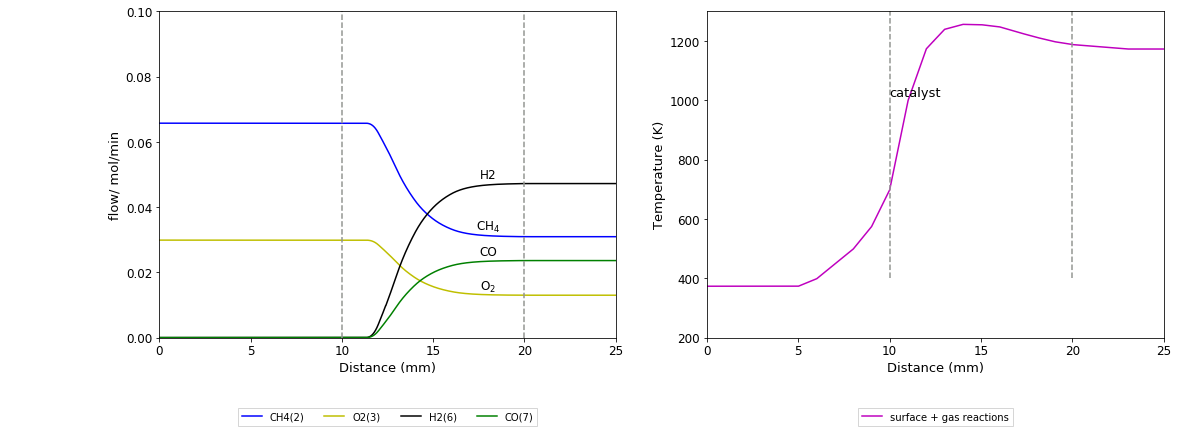 0.10
0.08
0.06
0.04
0.02
0.00
flow/ mol/min
H2
CH₄
CO
O₂
0 5 10 15 20 25
Distance (mm)
CH4(2) O2(3) H2(6) CO(7)
1200
1000
800
600
400
200
Temperature (K)
catalyst
0 5 10 15 20 25
Distance (mm)
surface + gas reactions